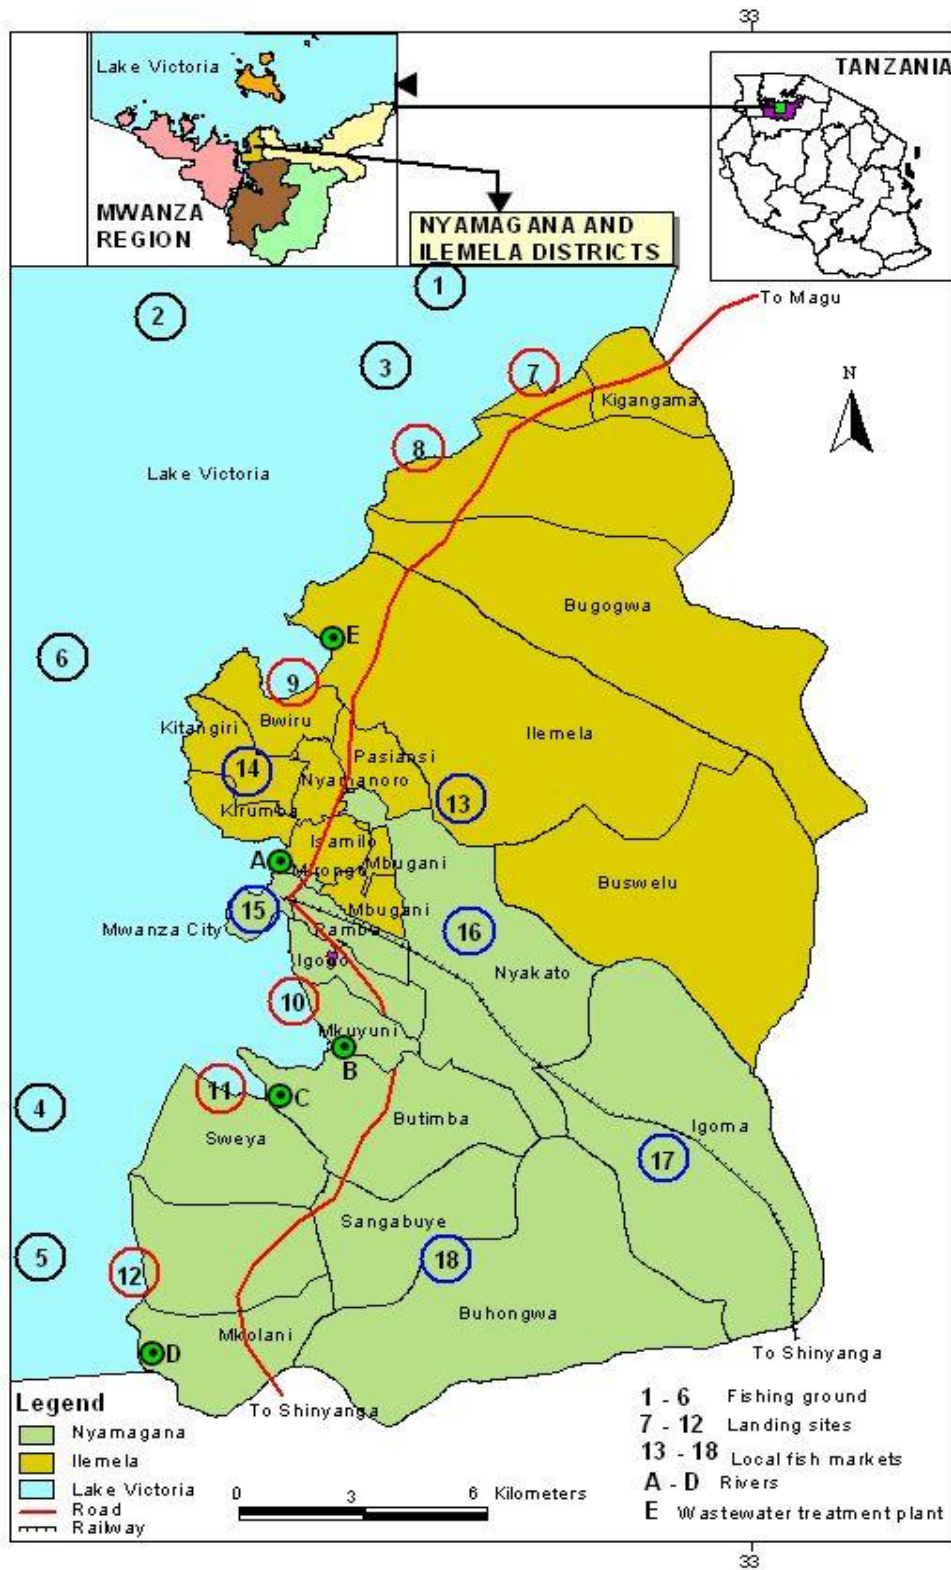 33
Lake Victoria
TANZANIA
MWANZA
REGION
NYAMAGANA AND
ILEMELA DISTRICTS
1
To Magu
2
3
7
N
Kigangama
8
Lake Victoria
Bugogwa
E
6
9
Bwiru
Kitangiri
Ilemela
Pasiansi
14
Nyamanoro
13
Kirumba
Isamilo
A
Mirongo
Mbugani
Buswelu
15
Mbugani
Mwanza City
Pamba
16
Igogo
Nyakato
10
Mkuyuni
B
11
C
4
Butimba
Igoma
Sweya
17
Sangabuye
5
18
12
Buhongwa
Mkolani
D
To Shinyanga
To Shinyanga
Legend
Nyamagana
Ilemela
Lake Victoria
Road
Railway
0 3 6 Kilometers
1 - 6 Fishing ground
7 - 12 Landing sites
13 - 18 Local fish markets
A - D Rivers
E Wastewater treatment plant
33